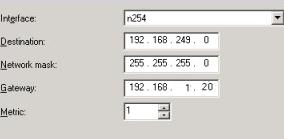 Interface: n254
Destination: 192 . 168 . 249 . 0
Network mask: 255 . 255 . 255 . 0
Gateway: 192 . 168 . 1 . 20
Metric: 1